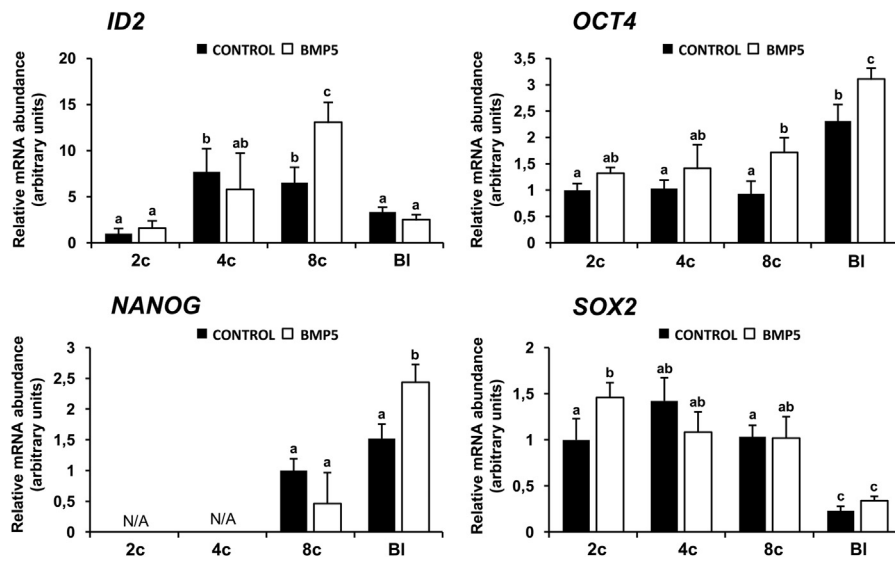 ID2
CONTROL BMP5
Relative mRNA abundance
(arbitrary units)
20
15
10
5
0
a a b ab b c a a
2c 4c 8c Bl
OCT4
CONTROL BMP5
Relative mRNA abundance
(arbitrary units)
3,5
3
2,5
2
1,5
1
0,5
0
a ab a ab a b b c
2c 4c 8c Bl
NANOG
CONTROL BMP5
Relative mRNA abundance
(arbitrary units)
3
2,5
2
1,5
1
0,5
0
N/A N/A a a a b
2c 4c 8c Bl
SOX2
CONTROL BMP5
Relative mRNA abundance
(arbitrary units)
2
1,5
1
0,5
0
a b ab ab a ab c c
2c 4c 8c Bl